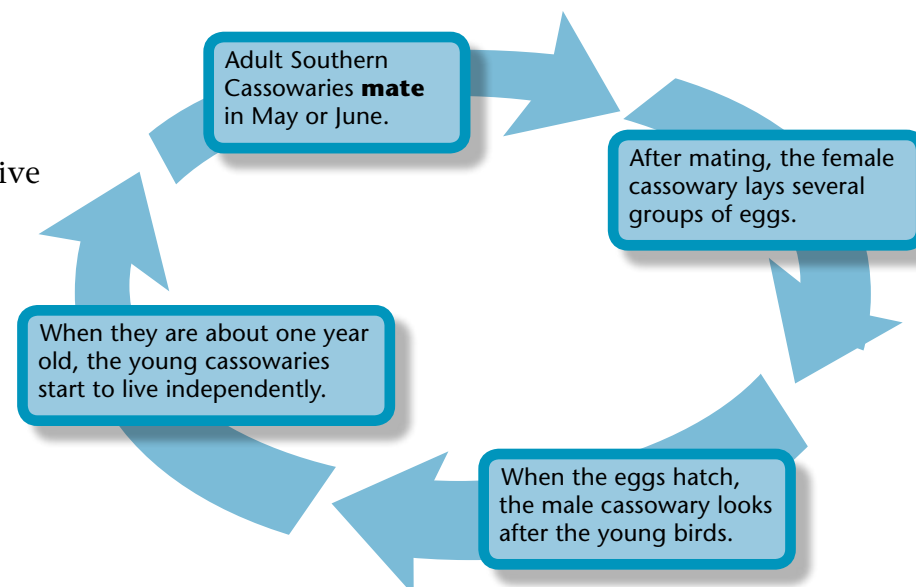 Adult Southern
Cassowaries mate
in May or June.
ive
After mating, the female
cassowary lays several
groups of eggs.
When they are about one year
old, the young cassowaries
start to live independently.
When the eggs hatch,
the male cassowary looks
after the young birds.